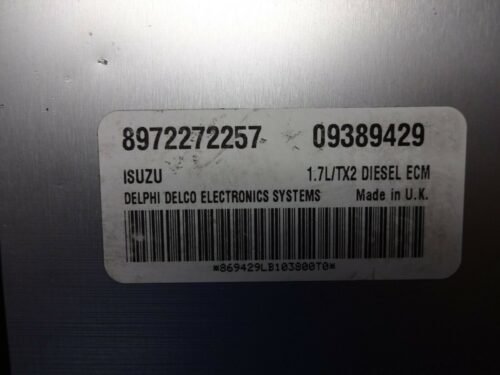 8972272257 09389429
ISUZU 1.7L/TX2 DIESEL ECM
DELPHI DELCO ELECTRONICS SYSTEMS Made in U.K.
*869429LB103800T0*